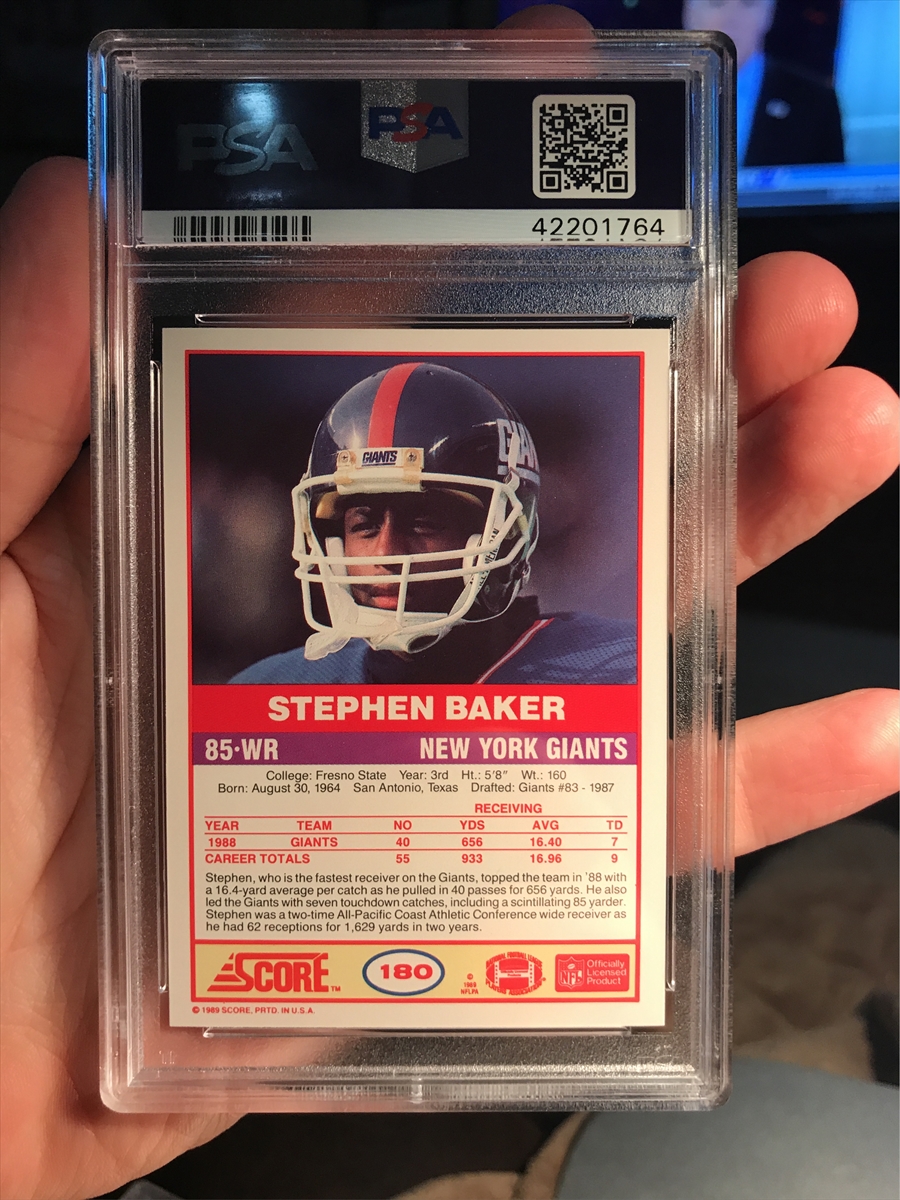 PSA
PSA
42201764
GIANTS
STEPHEN BAKER
85·WR NEW YORK GIANTS
College: Fresno State Year: 3rd Ht.: 5'8" Wt.: 160
Born: August 30, 1964 San Antonio, Texas Drafted: Giants #83 - 1987
RECEIVING
YEAR TEAM NO YDS AVG TD
1988 GIANTS 40 656 16.40 7
CAREER TOTALS 55 933 16.96 9
Stephen, who is the fastest receiver on the Giants, topped the team in '88 with
a 16.4-yard average per catch as he pulled in 40 passes for 656 yards. He also
led the Giants with seven touchdown catches, including a scintillating 85 yarder.
Stephen was a two-time All-Pacific Coast Athletic Conference wide receiver as
he had 62 receptions for 1,629 yards in two years.
SCORE™
180
©
1989
NFLPA
NFL
Officially
Licensed
Product
© 1989 SCORE, PRTD. IN U.S.A.